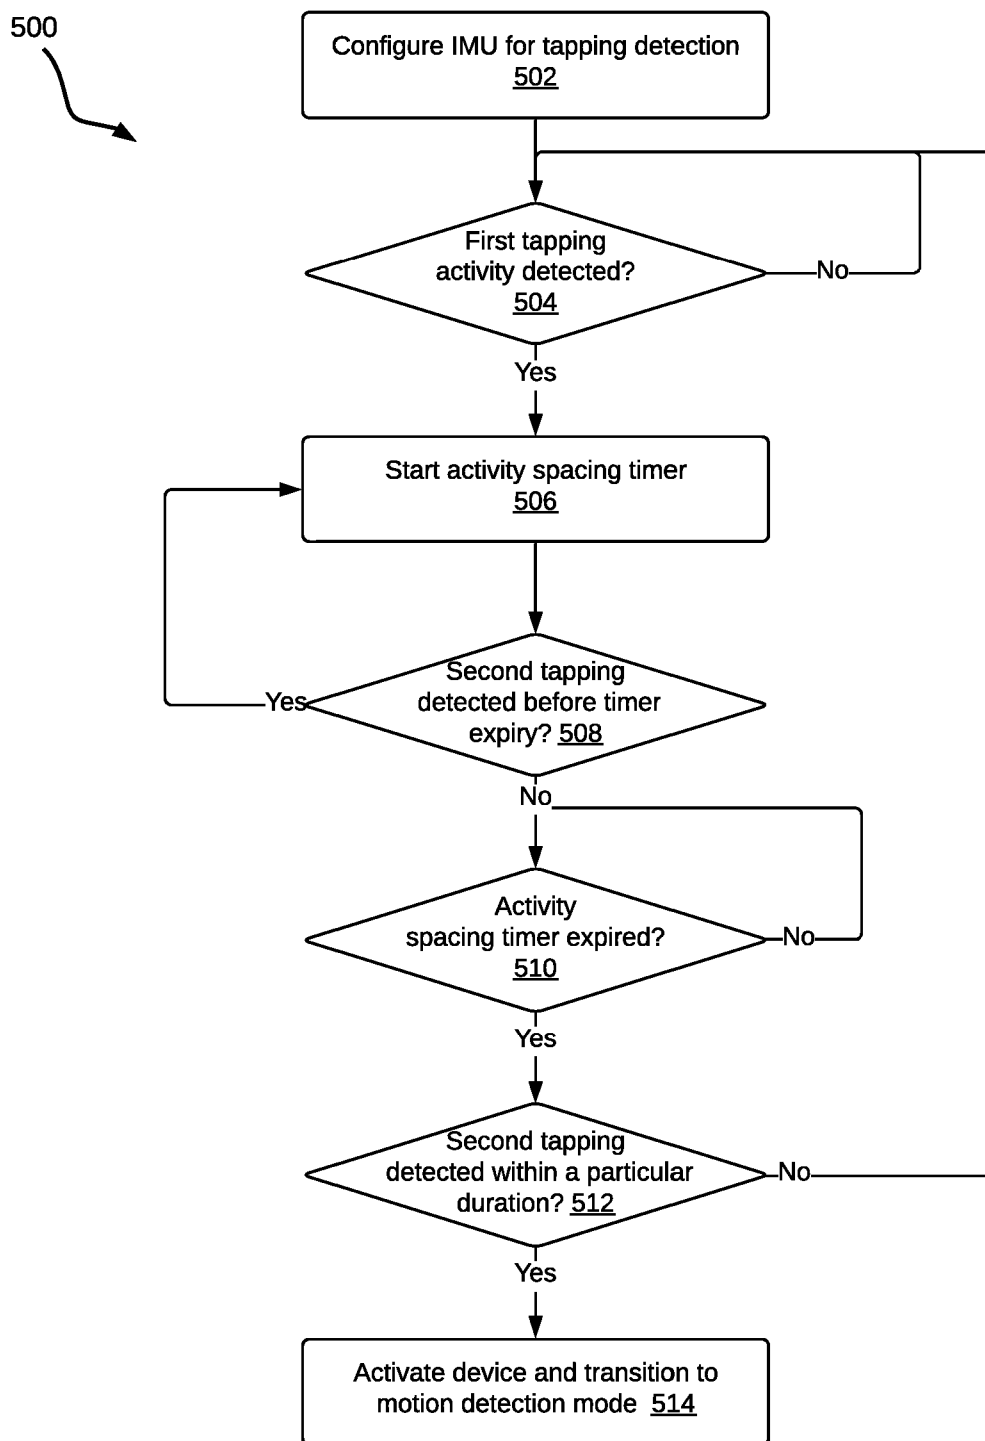 500
Configure IMU for tapping detection
502
First tapping
activity detected?
504
No
Yes
Start activity spacing timer
506
Second tapping
detected before timer
expiry? 508
Yes
No
Activity
spacing timer expired?
510
No
Yes
Second tapping
detected within a particular
duration? 512
No
Yes
Activate device and transition to
motion detection mode 514